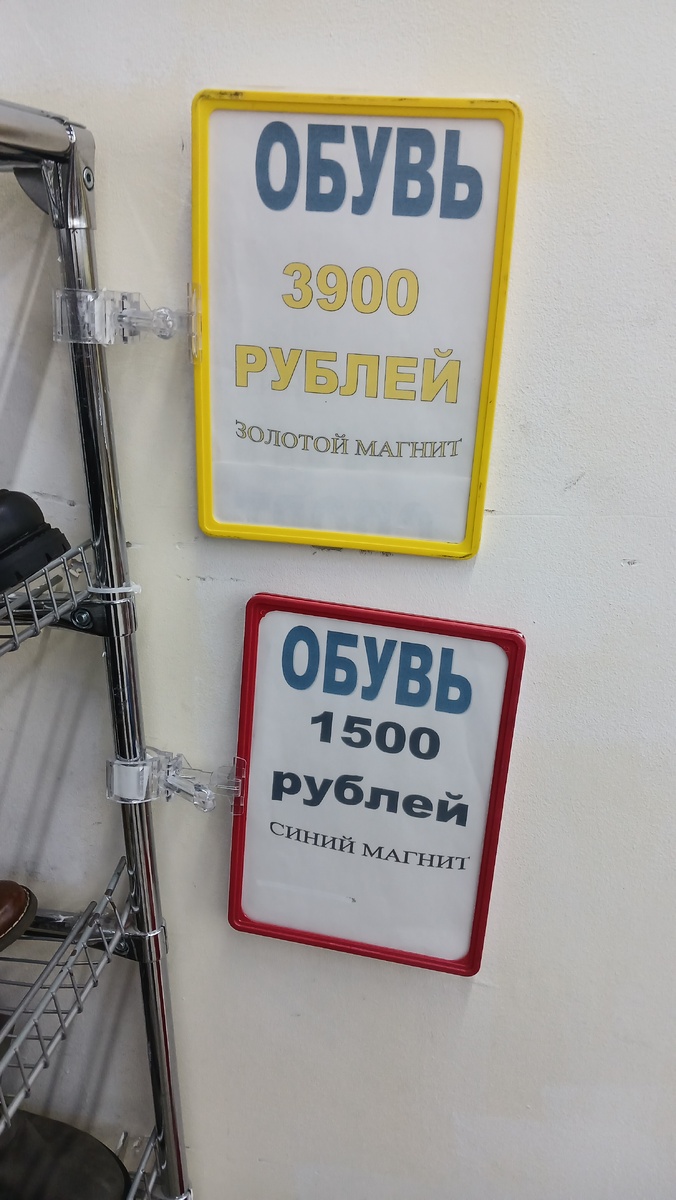 ОБУВЬ
3900
РУБЛЕЙ
ЗОЛОТОЙ МАГНИТ
ОБУВЬ
1500
рублей
СИНИЙ МАГНИТ